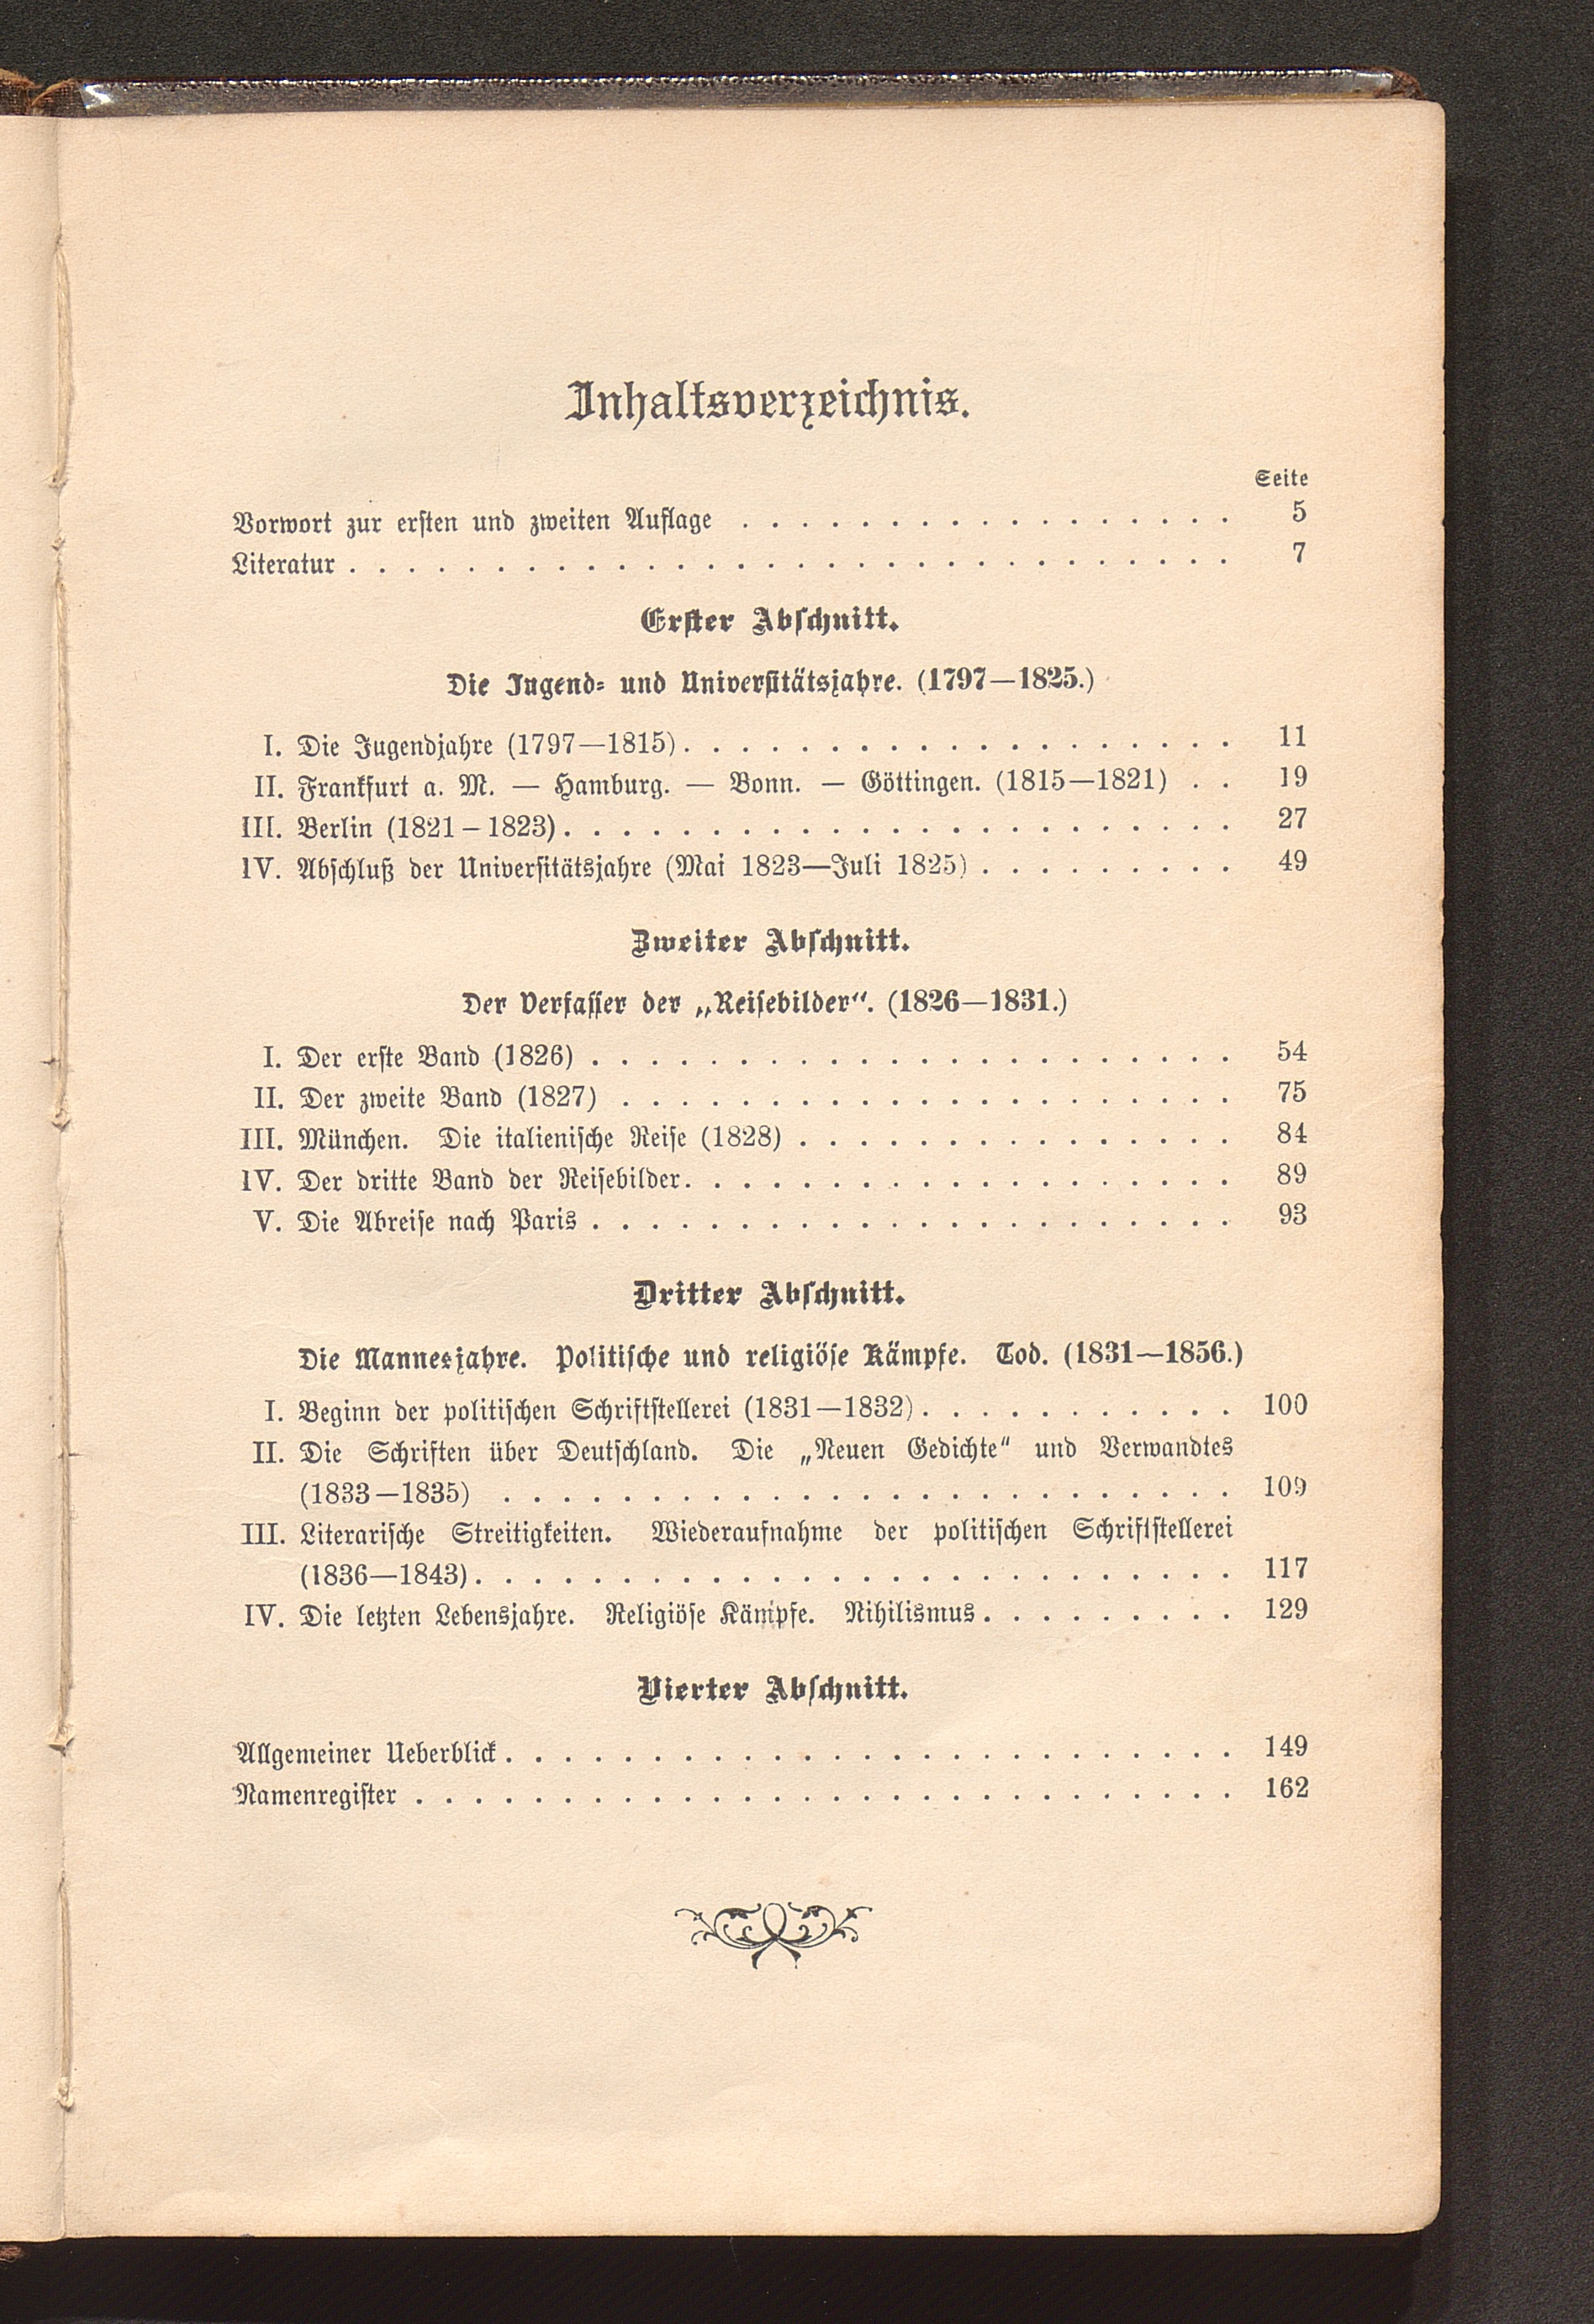 Inhaltsverzeichnis.
Seite
Vorwort zur ersten und zweiten Auflage . . . . . . . . . . . . . . . . . 5
Literatur . . . . . . . . . . . . . . . . . . . . . . . . . . . . . . 7
Erster Abschnitt.
Die Jugend- und Universitätsjahre. (1797—1825.)
I. Die Jugendjahre (1797—1815) . . . . . . . . . . . . . . . . . . . 11
II. Frankfurt a. M. — Hamburg. — Bonn. — Göttingen. (1815—1821) . . 19
III. Berlin (1821–1823) . . . . . . . . . . . . . . . . . . . . . . . 27
IV. Abschluß der Universitätsjahre (Mai 1823—Juli 1825) . . . . . . . . . 49
Zweiter Abschnitt.
Der Verfasser der „Reisebilder“. (1826—1831.)
I. Der erste Band (1826) . . . . . . . . . . . . . . . . . . . . . . 54
II. Der zweite Band (1827) . . . . . . . . . . . . . . . . . . . . . 75
III. München. Die italienische Reise (1828) . . . . . . . . . . . . . . . 84
IV. Der dritte Band der Reisebilder . . . . . . . . . . . . . . . . . . . 89
V. Die Abreise nach Paris . . . . . . . . . . . . . . . . . . . . . . 93
Dritter Abschnitt.
Die Mannesjahre. Politische und religiöse Kämpfe. Tod. (1831—1856.)
I. Beginn der politischen Schriftstellerei (1831—1832) . . . . . . . . . . . 100
II. Die Schriften über Deutschland. Die „Neuen Gedichte“ und Verwandtes
(1833—1835) . . . . . . . . . . . . . . . . . . . . . . . . . 109
III. Literarische Streitigkeiten. Wiederaufnahme der politischen Schriftstellerei
(1836—1843) . . . . . . . . . . . . . . . . . . . . . . . . . . 117
IV. Die letzten Lebensjahre. Religiöse Kämpfe. Nihilismus . . . . . . . . . 129
Vierter Abschnitt.
Allgemeiner Ueberblick . . . . . . . . . . . . . . . . . . . . . . . . . 149
Namenregister . . . . . . . . . . . . . . . . . . . . . . . . . . . . 162